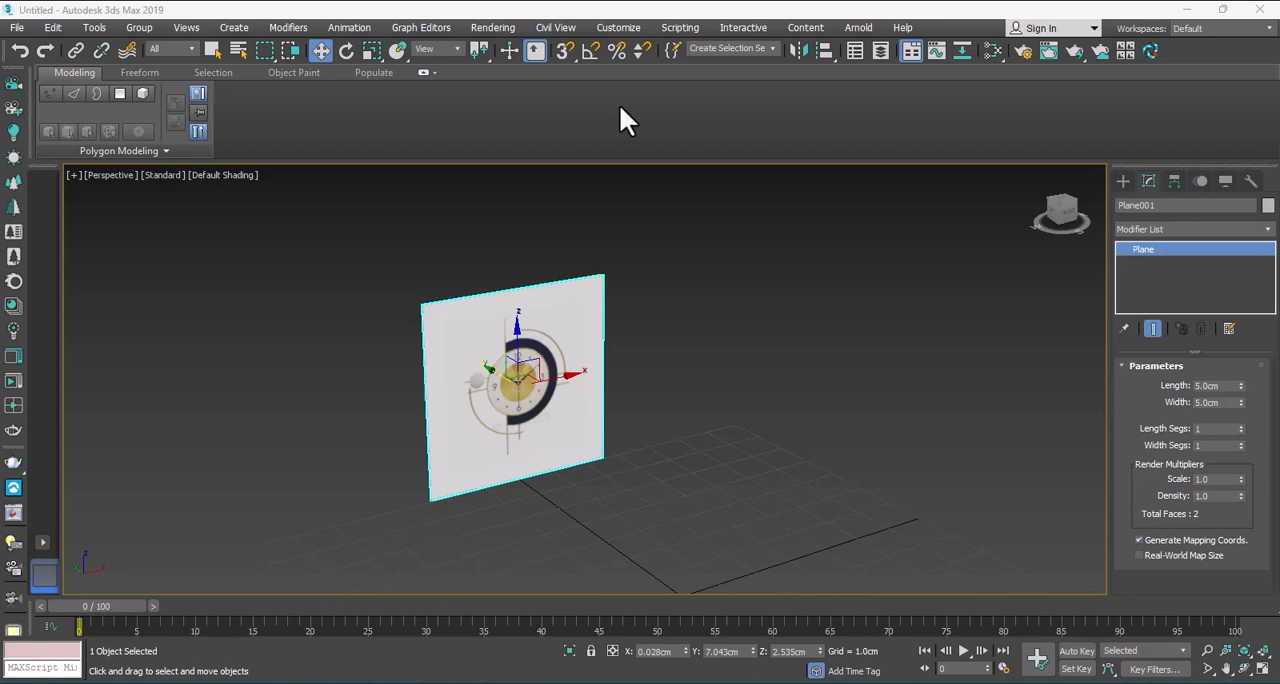 Untitled - Autodesk 3ds Max 2019
File Edit Tools Group Views Create Modifiers Animation Graph Editors Rendering Civil View Customize Scripting Interactive Content Arnold Help Sign In Workspaces: Default
All View Create Selection Se
Modeling Freeform Selection Object Paint Populate
Polygon Modeling
[+] [Perspective] [Standard] [Default Shading]
Plane001
Modifier List
Plane
Parameters
Length: 5.0cm
Width: 5.0cm
Length Segs: 1
Width Segs: 1
Render Multipliers
Scale: 1.0
Density: 1.0
Total Faces : 2
Generate Mapping Coords.
Real-World Map Size
z
x
y
z
x
0 / 100
0 5 10 15 20 25 30 35 40 45 50 55 60 65 70 75 80 85 90 95 100
1 Object Selected X: 0.028cm Y: 7.043cm Z: 2.535cm Grid = 1.0cm Auto Key Selected
MAXScript Mi Click and drag to select and move objects Add Time Tag 0 Set Key Key Filters...